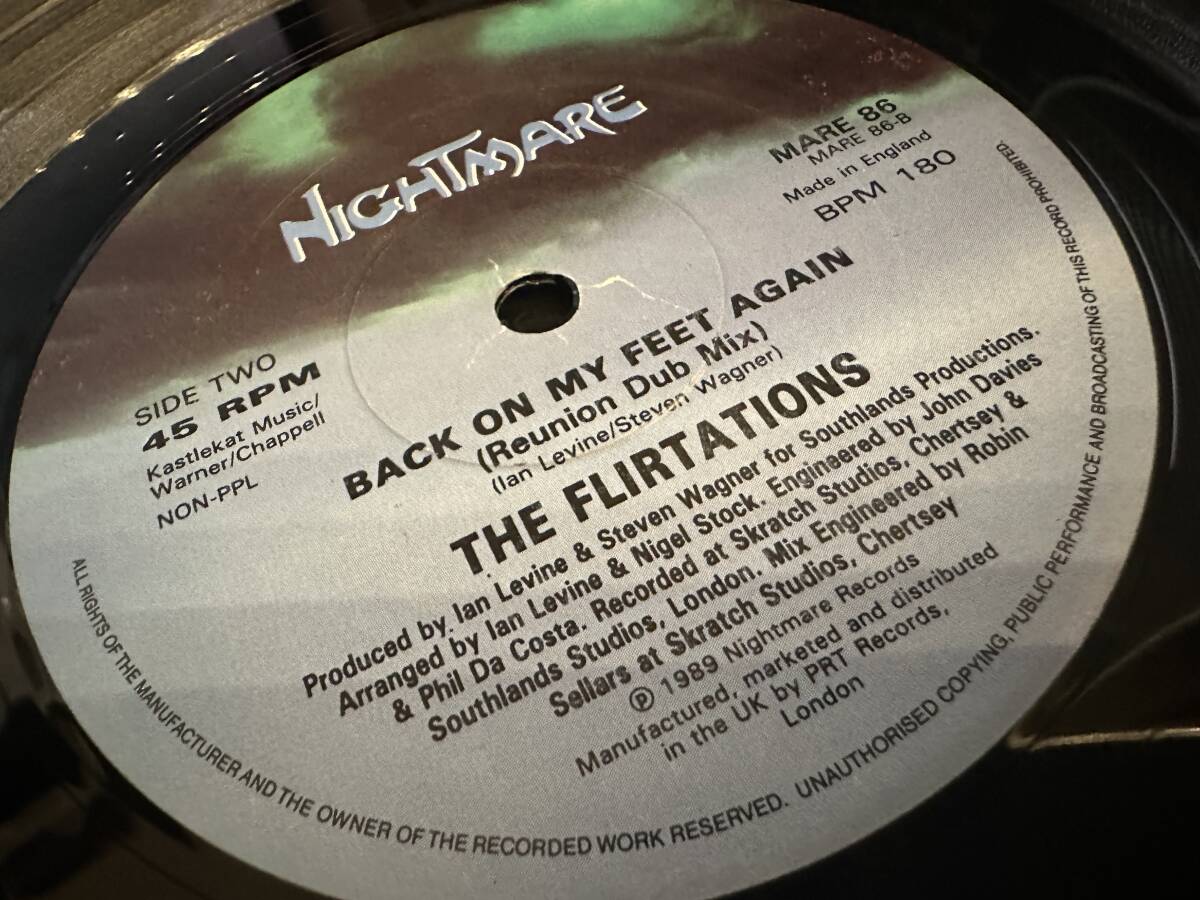 NIGHTMARE
MARE 86
MARE 86-B
Made in England
BPM 180
SIDE TWO
45 RPM
Kastlekat Music/
Warner/Chappell
NON-PPL
BACK ON MY FEET AGAIN
(Reunion Dub Mix)
(Ian Levine/Steven Wagner)
THE FLIRTATIONS
Produced by. Ian Levine & Steven Wagner for Southlands Productions.
Arranged by Ian Levine & Nigel Stock. Engineered by John Davies
& Phil Da Costa. Recorded at Skratch Studios, Chertsey &
Southlands Studios, London. Mix Engineered by Robin
Sellars at Skratch Studios, Chertsey
℗ 1989 Nightmare Records
Manufactured, marketed and distributed
in the UK by PRT Records,
London
ALL RIGHTS OF THE MANUFACTURER AND THE OWNER OF THE RECORDED WORK RESERVED. UNAUTHORISED COPYING, PUBLIC PERFORMANCE AND BROADCASTING OF THIS RECORD PROHIBITED.